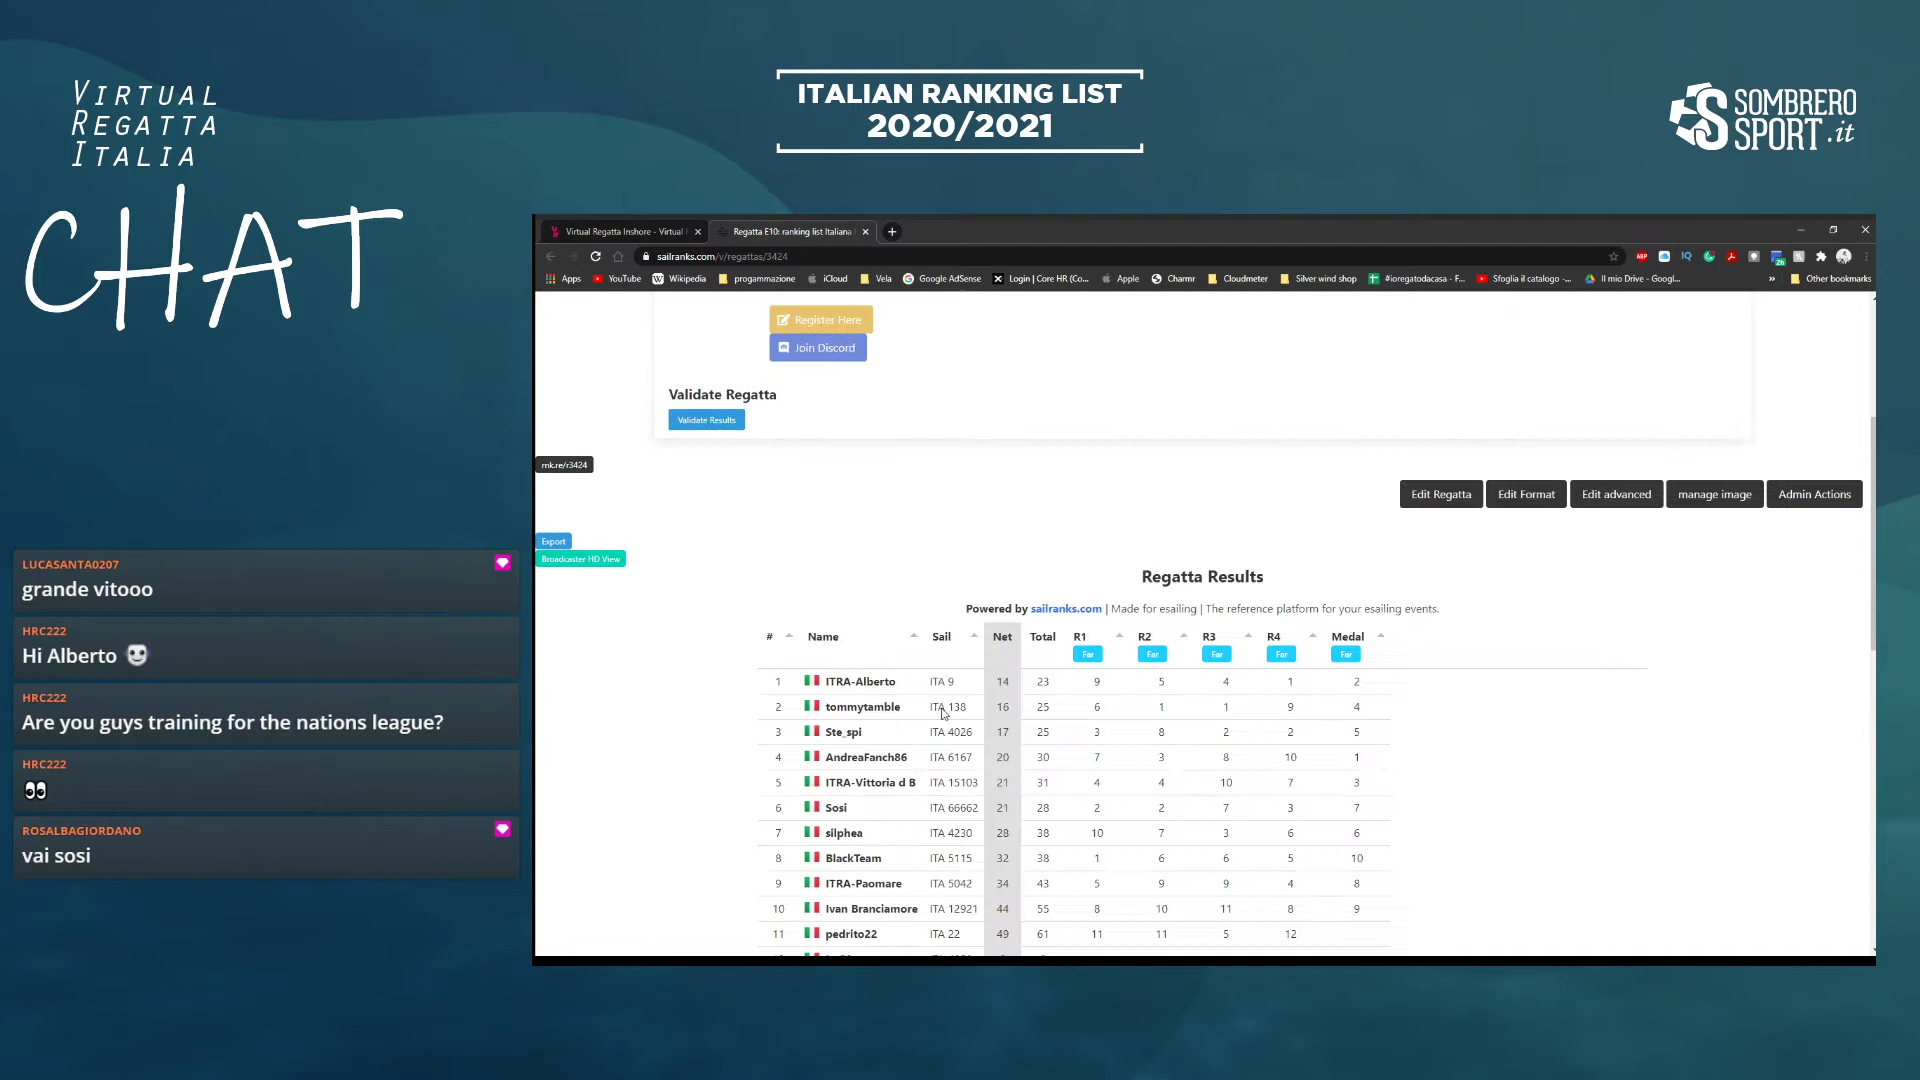 VIRTUAL
REGATTA
ITALIA
CHAT
ITALIAN RANKING LIST
2020/2021
SOMBRERO
SPORT.it
LUCASANTA0207
grande vitooo
HRC222
Hi Alberto
HRC222
Are you guys training for the nations league?
HRC222
ROSALBAGIORDANO
vai sosi
Virtual Regatta Inshore - Virtual
Regatta E10: ranking list Italiana
sailranks.com/v/regattas/3424
Apps YouTube Wikipedia progammazione iCloud Vela Google AdSense Login | Core HR (Co... Apple Charmr Cloudmeter Silver wind shop #ioregatodacasa - F... Sfoglia il catalogo -... Il mio Drive - Googl... » Other bookmarks
Register Here
Join Discord
Validate Regatta
Validate Results
rnk.re/r3424
Edit Regatta Edit Format Edit advanced manage image Admin Actions
Export
Broadcaster HD View
Regatta Results
Powered by sailranks.com | Made for esailing | The reference platform for your esailing events.
# Name Sail Net Total R1 R2 R3 R4 Medal
Far Far Far Far Far
1 ITRA-Alberto ITA 9 14 23 9 5 4 1 2
2 tommytamble ITA 138 16 25 6 1 1 9 4
3 Ste_spi ITA 4026 17 25 3 8 2 2 5
4 AndreaFanch86 ITA 6167 20 30 7 3 8 10 1
5 ITRA-Vittoria d B ITA 15103 21 31 4 4 10 7 3
6 Sosi ITA 66662 21 28 2 2 7 3 7
7 silphea ITA 4230 28 38 10 7 3 6 6
8 BlackTeam ITA 5115 32 38 1 6 6 5 10
9 ITRA-Paomare ITA 5042 34 43 5 9 9 4 8
10 Ivan Branciamore ITA 12921 44 55 8 10 11 8 9
11 pedrito22 ITA 22 49 61 11 11 5 12